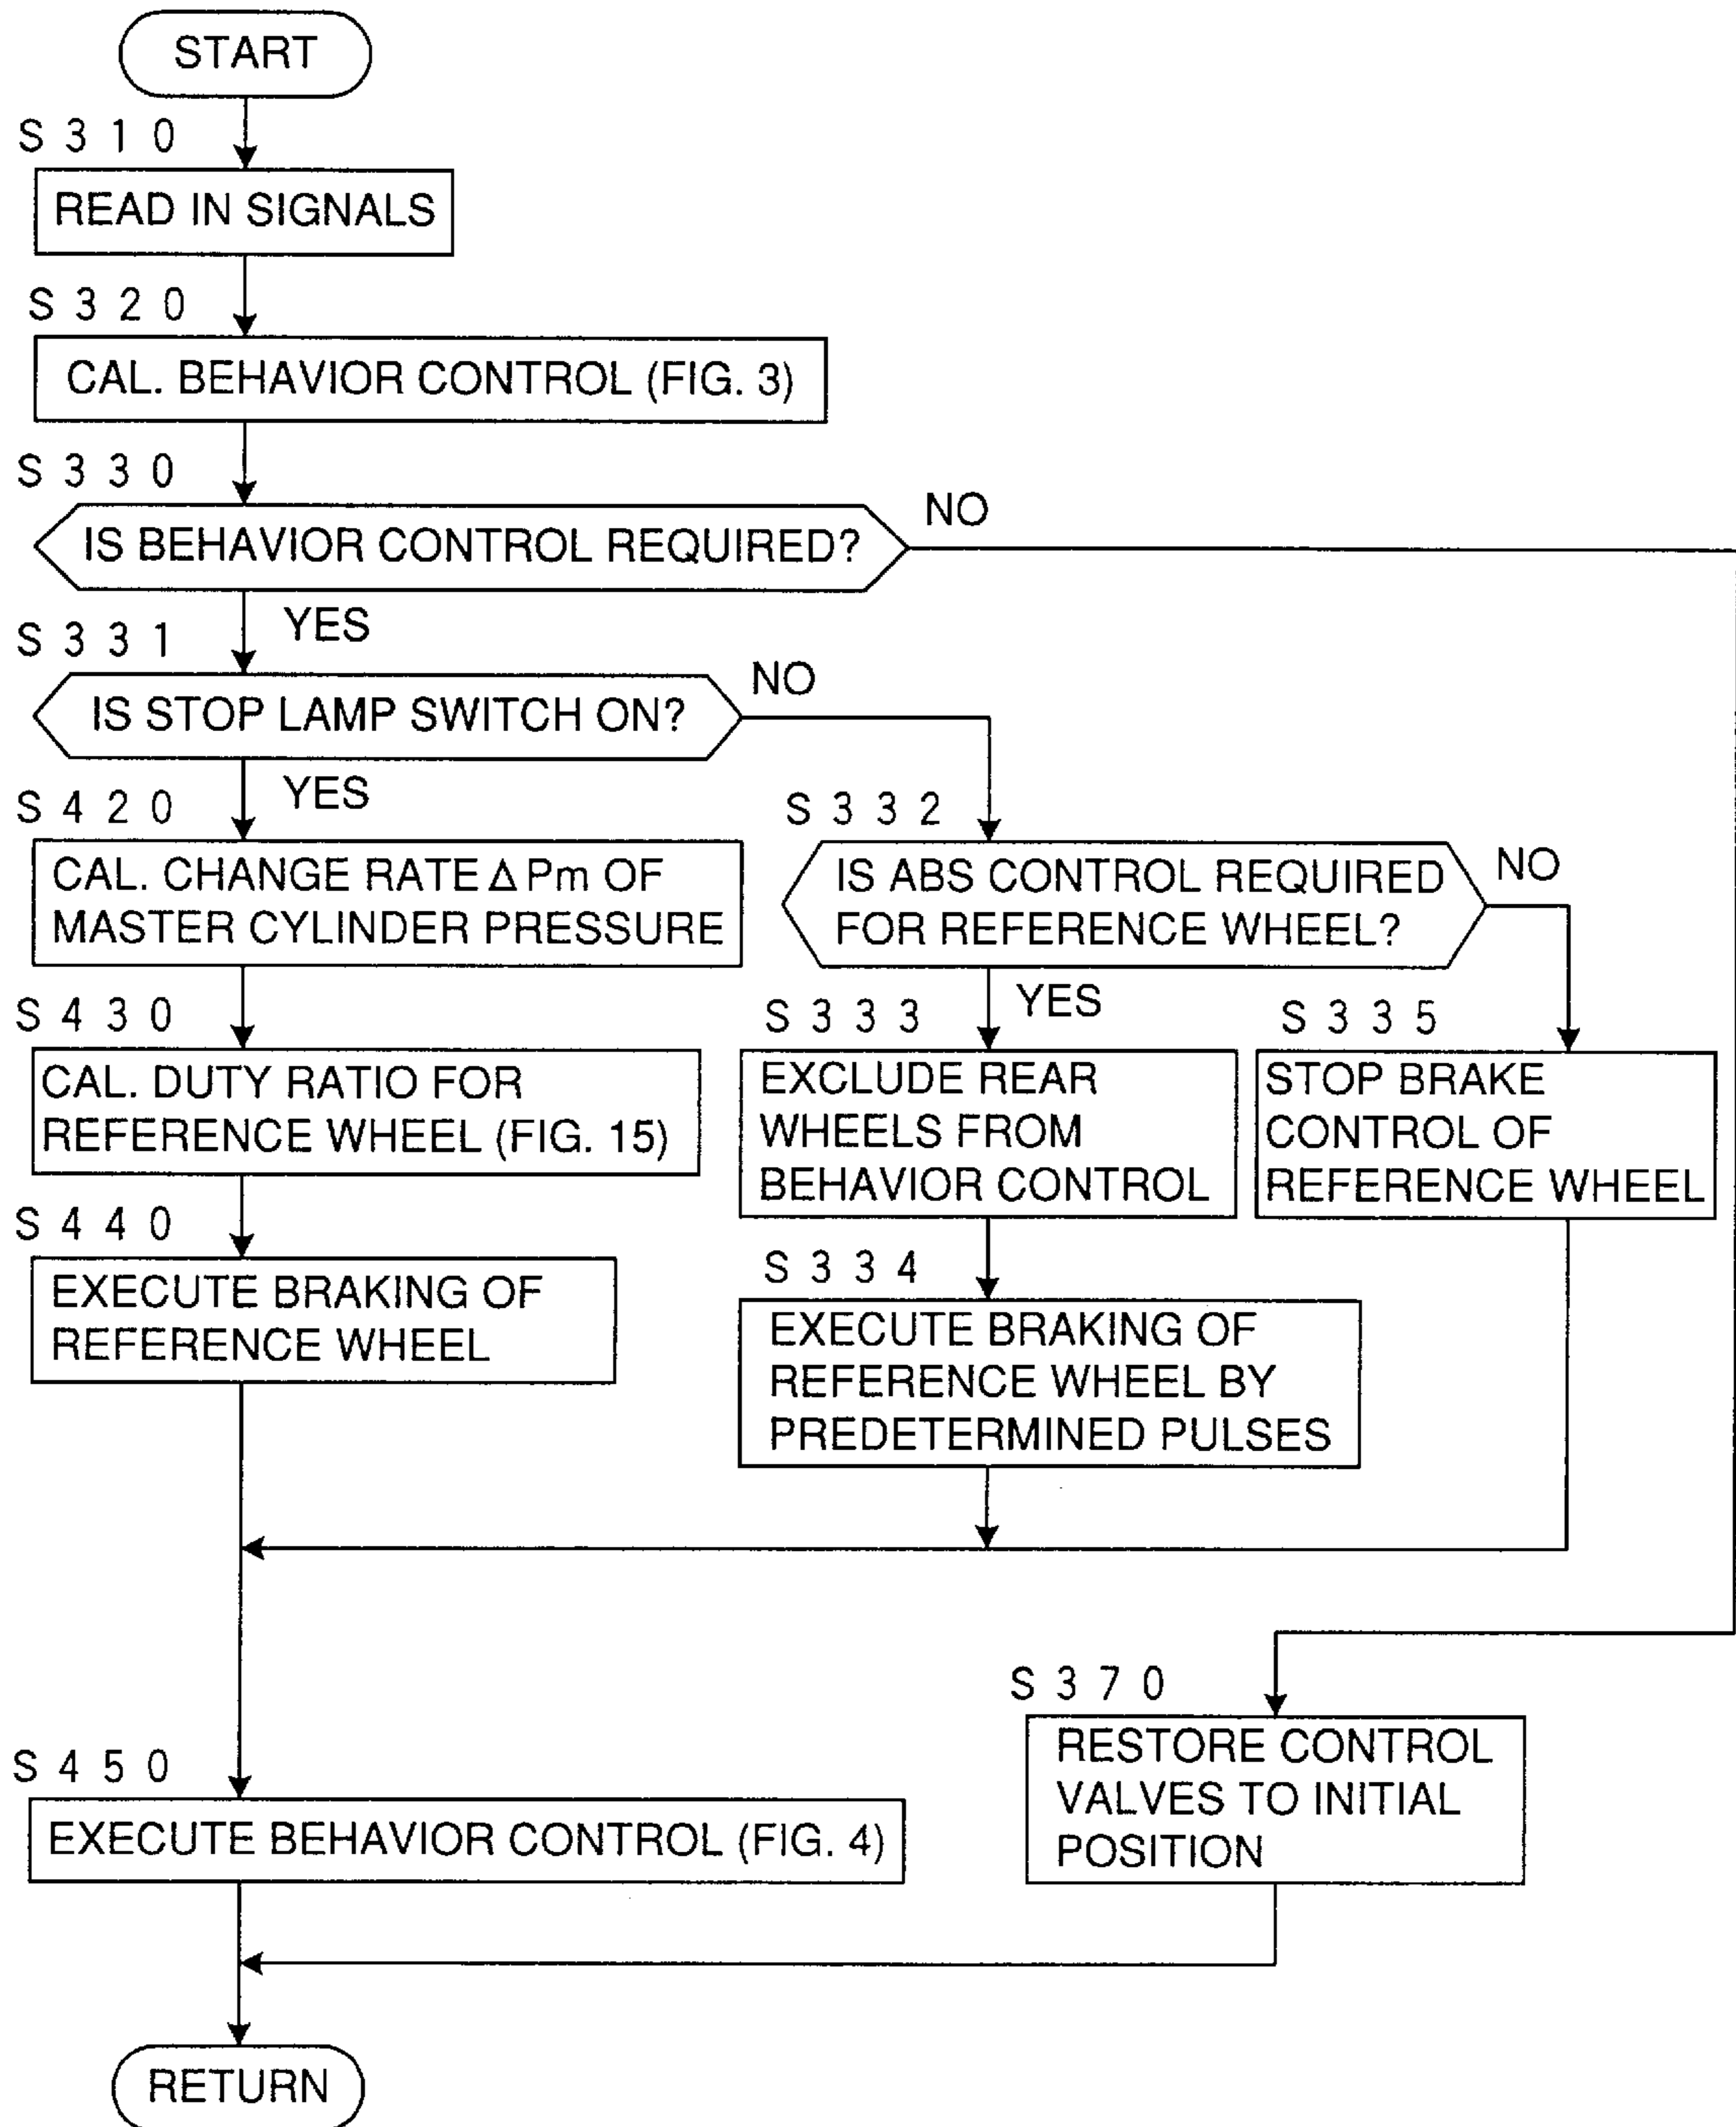 START
S 3 1 0
READ IN SIGNALS
S 3 2 0
CAL. BEHAVIOR CONTROL (FIG. 3)
S 3 3 0
IS BEHAVIOR CONTROL REQUIRED?
NO
YES
S 3 3 1
IS STOP LAMP SWITCH ON?
NO
YES
S 4 2 0
CAL. CHANGE RATE Δ Pm OF
MASTER CYLINDER PRESSURE
S 3 3 2
IS ABS CONTROL REQUIRED
FOR REFERENCE WHEEL?
NO
YES
S 4 3 0
CAL. DUTY RATIO FOR
REFERENCE WHEEL (FIG. 15)
S 3 3 3
EXCLUDE REAR
WHEELS FROM
BEHAVIOR CONTROL
S 3 3 5
STOP BRAKE
CONTROL OF
REFERENCE WHEEL
S 4 4 0
EXECUTE BRAKING OF
REFERENCE WHEEL
S 3 3 4
EXECUTE BRAKING OF
REFERENCE WHEEL BY
PREDETERMINED PULSES
S 3 7 0
RESTORE CONTROL
VALVES TO INITIAL
POSITION
S 4 5 0
EXECUTE BEHAVIOR CONTROL (FIG. 4)
RETURN